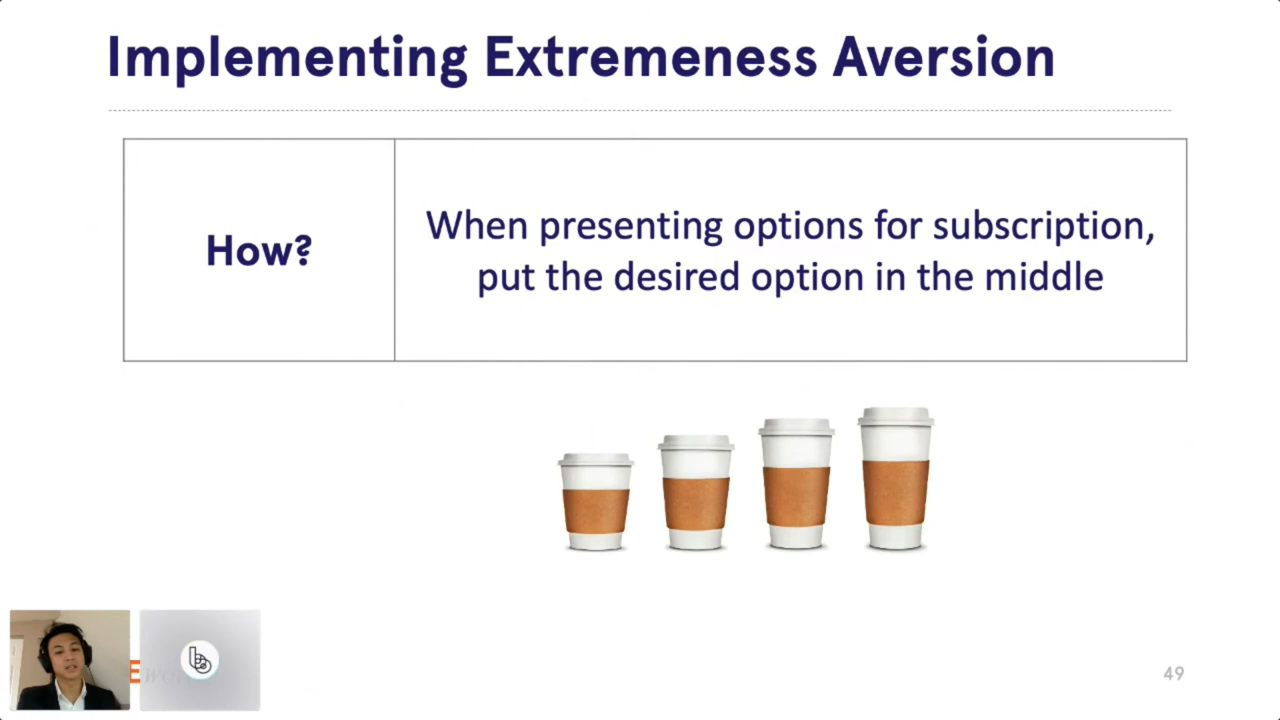 Implementing Extremeness Aversion
How?
When presenting options for subscription,
put the desired option in the middle
49